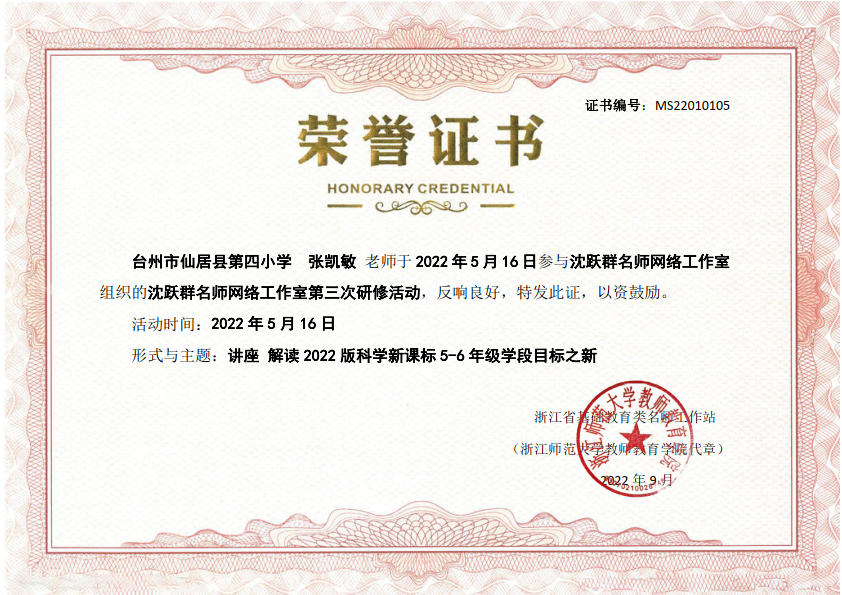 证书编号：MS22010105
荣誉证书
HONORARY CREDENTIAL
台州市仙居县第四小学 张凯敏 老师于 2022 年 5 月 16 日参与沈跃群名师网络工作室
组织的沈跃群名师网络工作室第三次研修活动，反响良好，特发此证，以资鼓励。
活动时间：2022 年 5 月 16 日
形式与主题：讲座 解读 2022 版科学新课标 5-6 年级学段目标之新
浙江省基础教育类名师工作站
（浙江师范大学教师教育学院代章）
2022 年 9 月
浙江师范大学教师教育学院